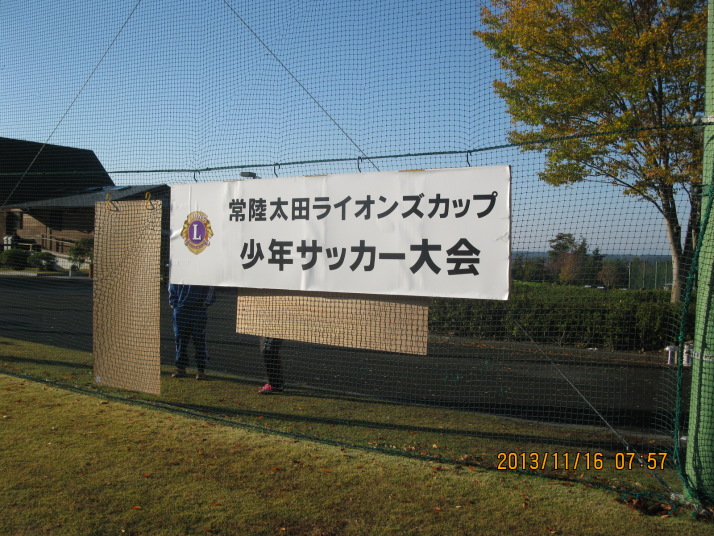 常陸太田ライオンズカップ
少年サッカー大会
L
2013/11/16 07:57